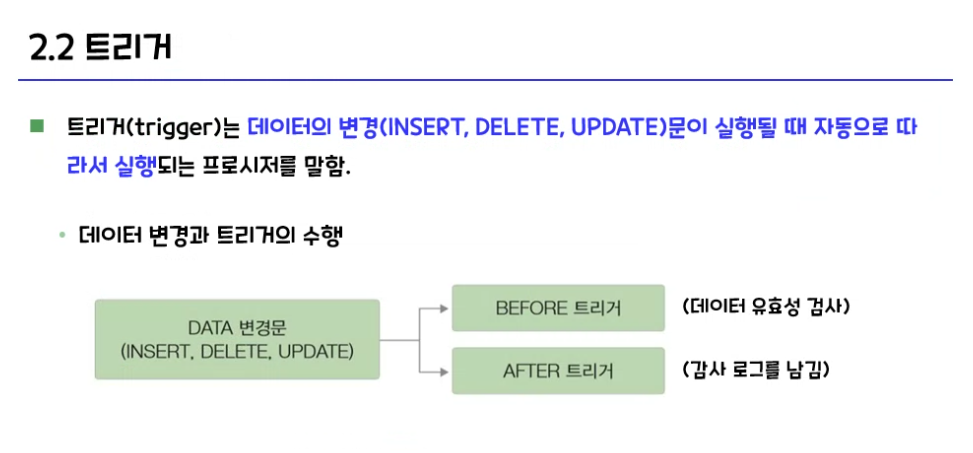 2.2 트리거
트리거(trigger)는 데이터의 변경(INSERT, DELETE, UPDATE)문이 실행될 때 자동으로 따
라서 실행되는 프로시저를 말함.
데이터 변경과 트리거의 수행
DATA 변경문
(INSERT, DELETE, UPDATE)
BEFORE 트리거
(데이터 유효성 검사)
AFTER 트리거
(감사 로그를 남김)